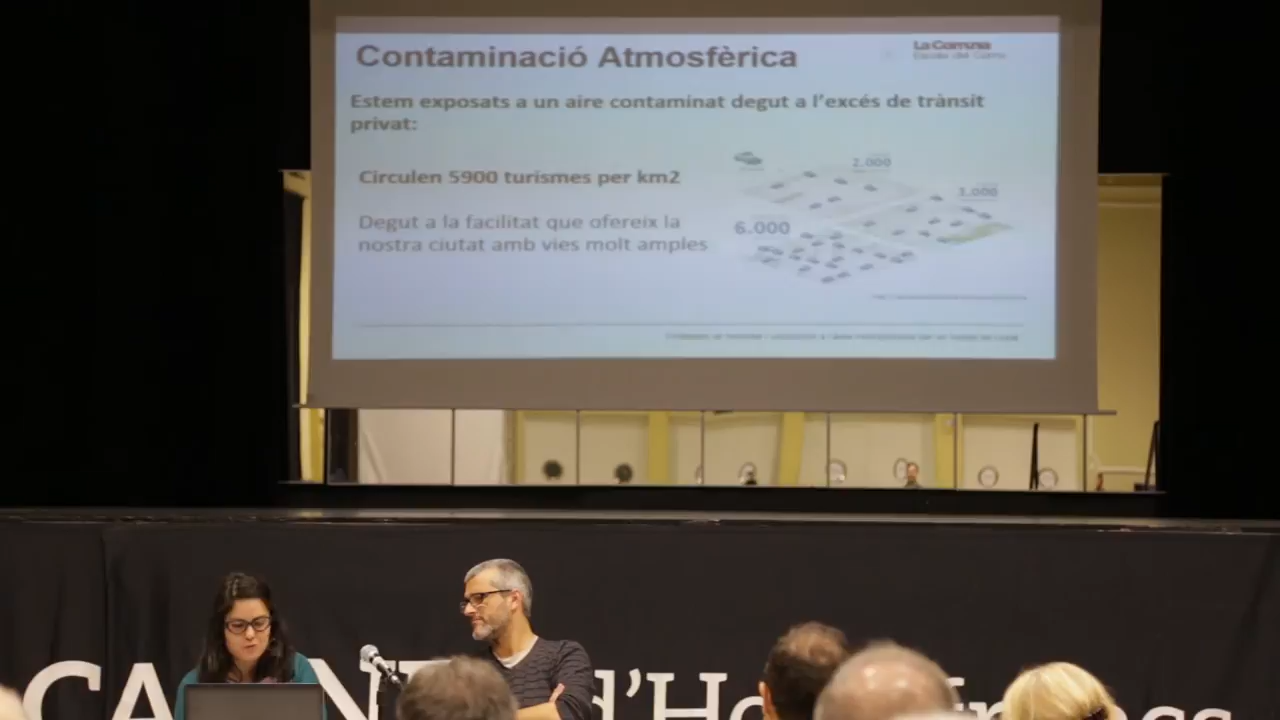 Contaminació Atmosfèrica
La Comuna
Estem exposats a un aire contaminat degut a l'excés de trànsit
privat:
Circulen 5900 turismes per km2
Degut a la facilitat que ofereix la
nostra ciutat amb vies molt amples
2.000
3.000
6.000
d'Ho